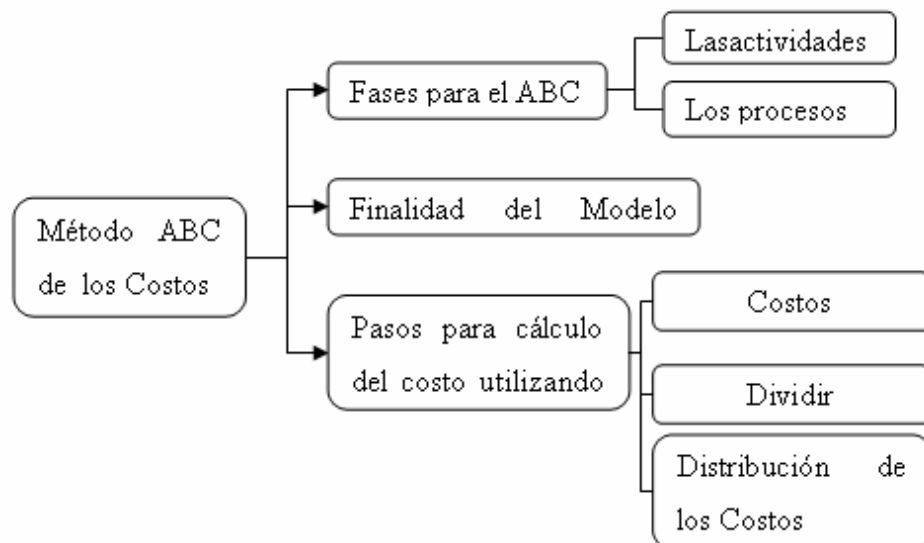 Método ABC
de los Costos
Fases para el ABC
Lasactividades
Los procesos
Finalidad del Modelo
Pasos para cálculo
del costo utilizando
Costos
Dividir
Distribución de
los Costos